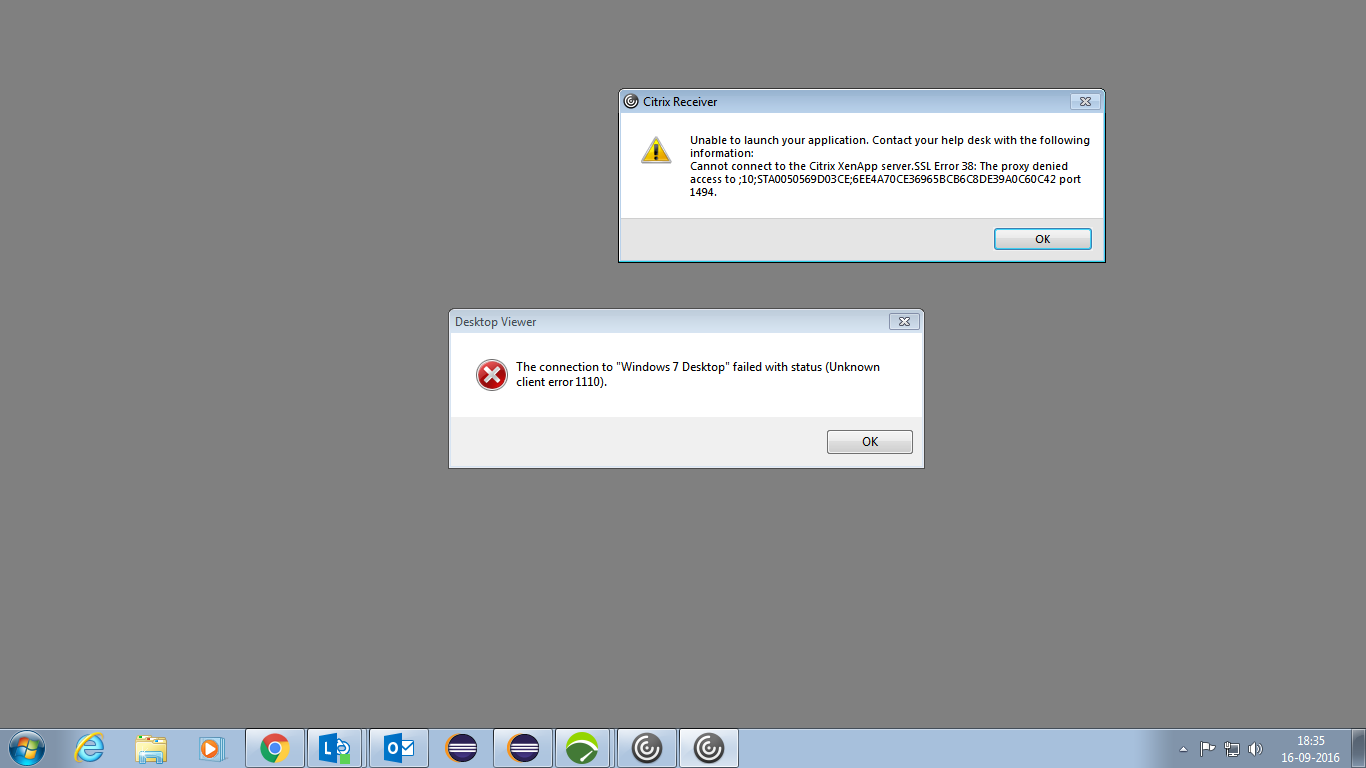 Citrix Receiver
Unable to launch your application. Contact your help desk with the following
information:
Cannot connect to the Citrix XenApp server.SSL Error 38: The proxy denied
access to ;10;STA0050569D03CE;6EE4A70CE36965BCB6C8DE39A0C60C42 port
1494.
OK
Desktop Viewer
The connection to "Windows 7 Desktop" failed with status (Unknown
client error 1110).
OK
18:35
16-09-2016